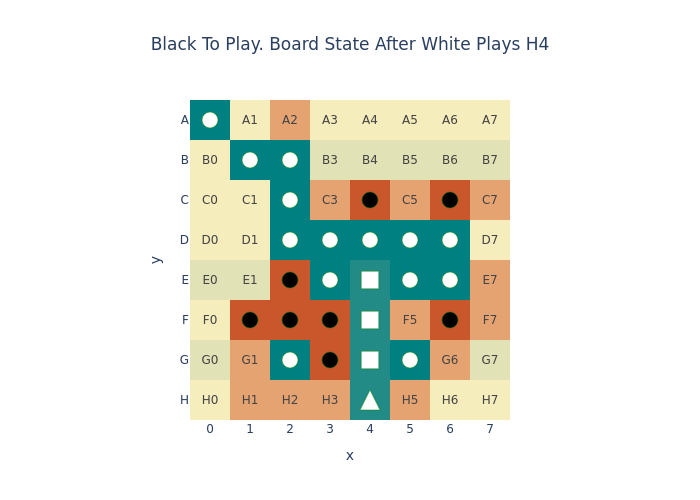 Black To Play. Board State After White Plays H4
A A1 A2 A3 A4 A5 A6 A7
B B0 B3 B4 B5 B6 B7
C C0 C1 C3 C5 C7
D D0 D1 D7
E E0 E1 E7
F F0 F5 F7
G G0 G1 G6 G7
H H0 H1 H2 H3 H5 H6 H7
0 1 2 3 4 5 6 7
x
y